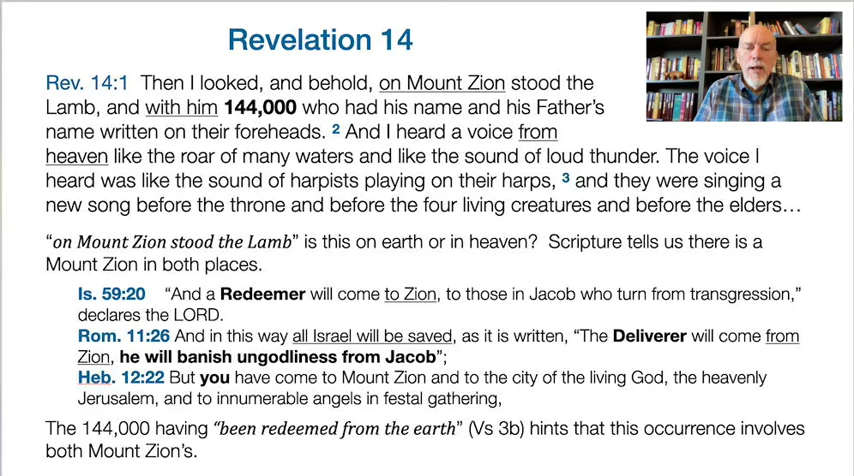 Revelation 14
Rev. 14:1 Then I looked, and behold, on Mount Zion stood the
Lamb, and with him 144,000 who had his name and his Father's
name written on their foreheads. 2 And I heard a voice from
heaven like the roar of many waters and like the sound of loud thunder. The voice I
heard was like the sound of harpists playing on their harps, 3 and they were singing a
new song before the throne and before the four living creatures and before the elders…
“on Mount Zion stood the Lamb” is this on earth or in heaven? Scripture tells us there is a
Mount Zion in both places.
Is. 59:20 “And a Redeemer will come to Zion, to those in Jacob who turn from transgression,”
declares the LORD.
Rom. 11:26 And in this way all Israel will be saved, as it is written, “The Deliverer will come from
Zion, he will banish ungodliness from Jacob”;
Heb. 12:22 But you have come to Mount Zion and to the city of the living God, the heavenly
Jerusalem, and to innumerable angels in festal gathering,
The 144,000 having “been redeemed from the earth” (Vs 3b) hints that this occurrence involves
both Mount Zion's.